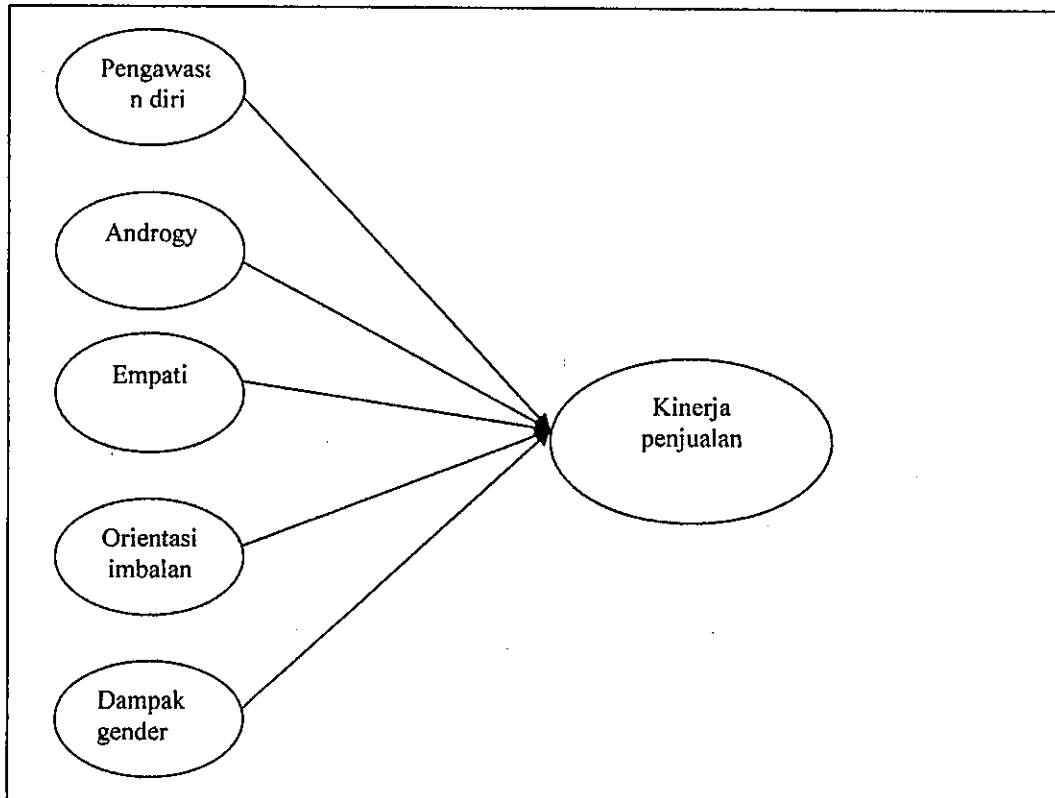 Pengawasa
n diri
Androgy
Empati
Orientasi
imbalan
Dampak
gender
Kinerja
penjualan